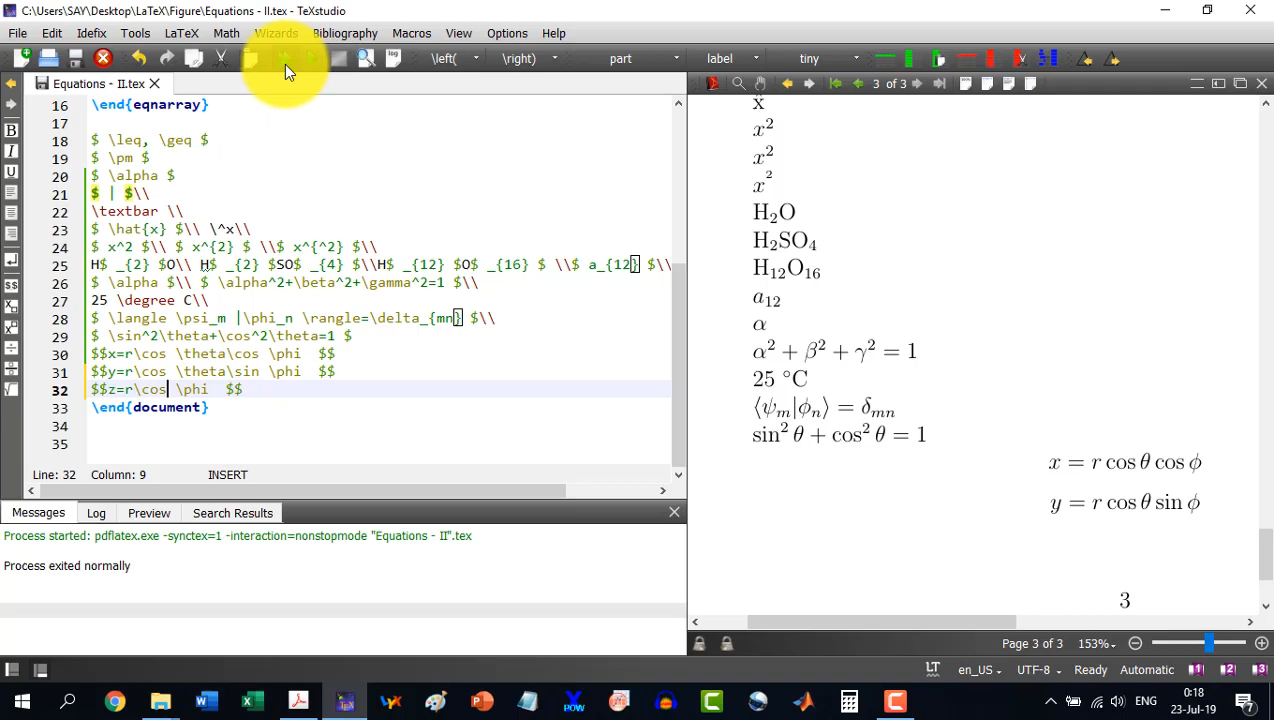 C:\Users\SAY\Desktop\LaTeX\Figure\Equations - II.tex - TeXstudio
File Edit Idefix Tools LaTeX Math Wizards Bibliography Macros View Options Help
\left( \right) part label tiny
Equations - II.tex
3 of 3
16 \end{eqnarray}
17
18 $ \leq, \geq $
19 $ \pm $
20 $ \alpha $
21 $ | $\\
22 \textbar \\
23 $ \hat{x} $\\ \^x\\
24 $ x^2 $\\ $ x^{2} $ \\$ x^{^2} $\\
25 H$ _{2} $O\\ H$ _{2} $SO$ _{4} $\\H$ _{12} $O$ _{16} $ \\$ a_{12} $\\
26 $ \alpha $\\ $ \alpha^2+\beta^2+\gamma^2=1 $\\
27 25 \degree C\\
28 $ \langle \psi_m |\phi_n \rangle=\delta_{mn} $\\
29 $ \sin^2\theta+\cos^2\theta=1 $
30 $$x=r\cos \theta\cos \phi $$
31 $$y=r\cos \theta\sin \phi $$
32 $$z=r\cos \phi $$
33 \end{document}
34
35
Line: 32 Column: 9 INSERT
Messages Log Preview Search Results
Process started: pdflatex.exe -synctex=1 -interaction=nonstopmode "Equations - II".tex
Process exited normally
x̂
x²
x²
x²
H₂O
H₂SO₄
H₁₂O₁₆
a₁₂
α
α² + β² + γ² = 1
25 °C
⟨ψₘ|ϕₙ⟩ = δₘₙ
sin² θ + cos² θ = 1
x = r cos θ cos ϕ
y = r cos θ sin ϕ
3
Page 3 of 3 153%
LT en_US UTF-8 Ready Automatic 1 2 3
POW ENG 0:18
23-Jul-19 7